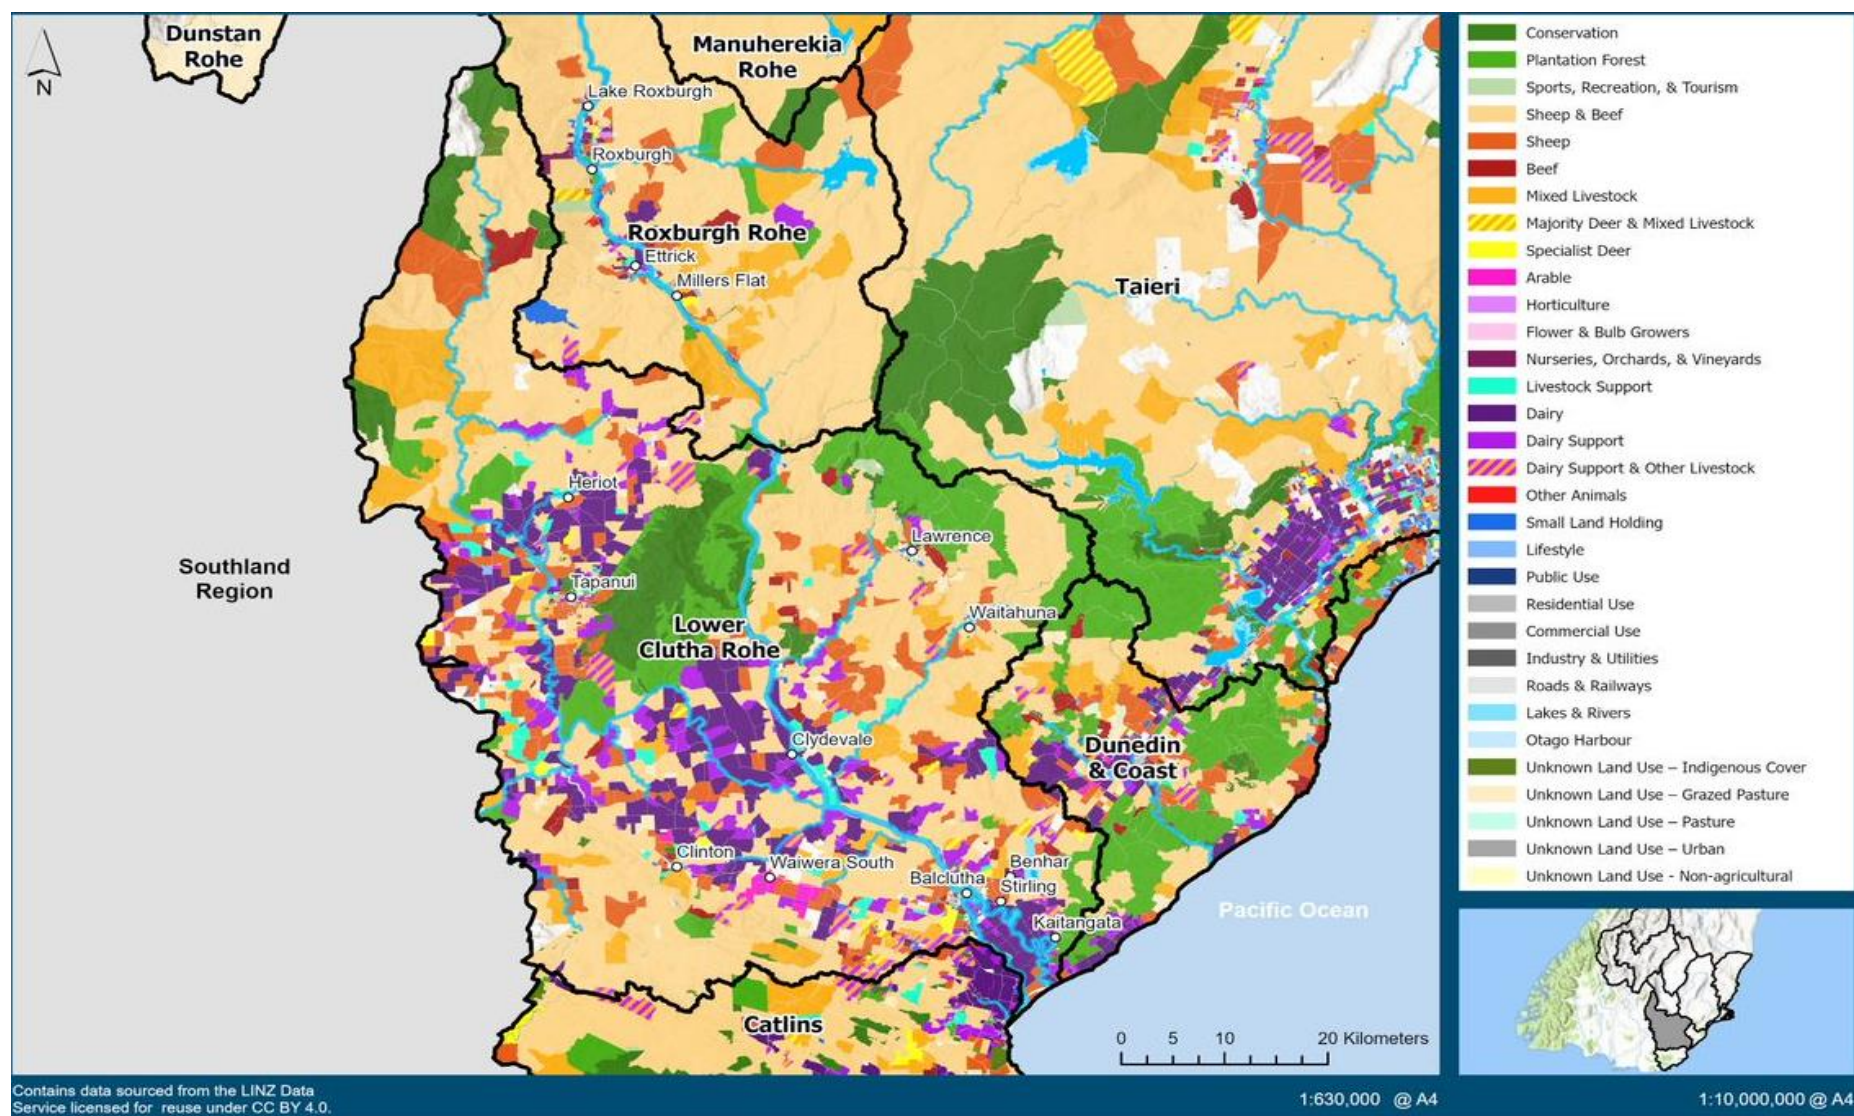 Dunstan
Rohe
N
Manuherekia
Rohe
Lake Roxburgh
Roxburgh
Roxburgh Rohe
Ettrick
Millers Flat
Taieri
Heriot
Lawrence
Southland
Region
Tapanui
Waitahuna
Lower
Clutha Rohe
Clydevale
Dunedin
& Coast
Clinton
Waiwera South
Benhar
Balclutha
Stirling
Kaitangata
Pacific Ocean
Catlins
0 5 10 20 Kilometers
Conservation
Plantation Forest
Sports, Recreation, & Tourism
Sheep & Beef
Sheep
Beef
Mixed Livestock
Majority Deer & Mixed Livestock
Specialist Deer
Arable
Horticulture
Flower & Bulb Growers
Nurseries, Orchards, & Vineyards
Livestock Support
Dairy
Dairy Support
Dairy Support & Other Livestock
Other Animals
Small Land Holding
Lifestyle
Public Use
Residential Use
Commercial Use
Industry & Utilities
Roads & Railways
Lakes & Rivers
Otago Harbour
Unknown Land Use – Indigenous Cover
Unknown Land Use – Grazed Pasture
Unknown Land Use – Pasture
Unknown Land Use – Urban
Unknown Land Use - Non-agricultural
Contains data sourced from the LINZ Data
Service licensed for reuse under CC BY 4.0.
1:630,000 @ A4
1:10,000,000 @ A4